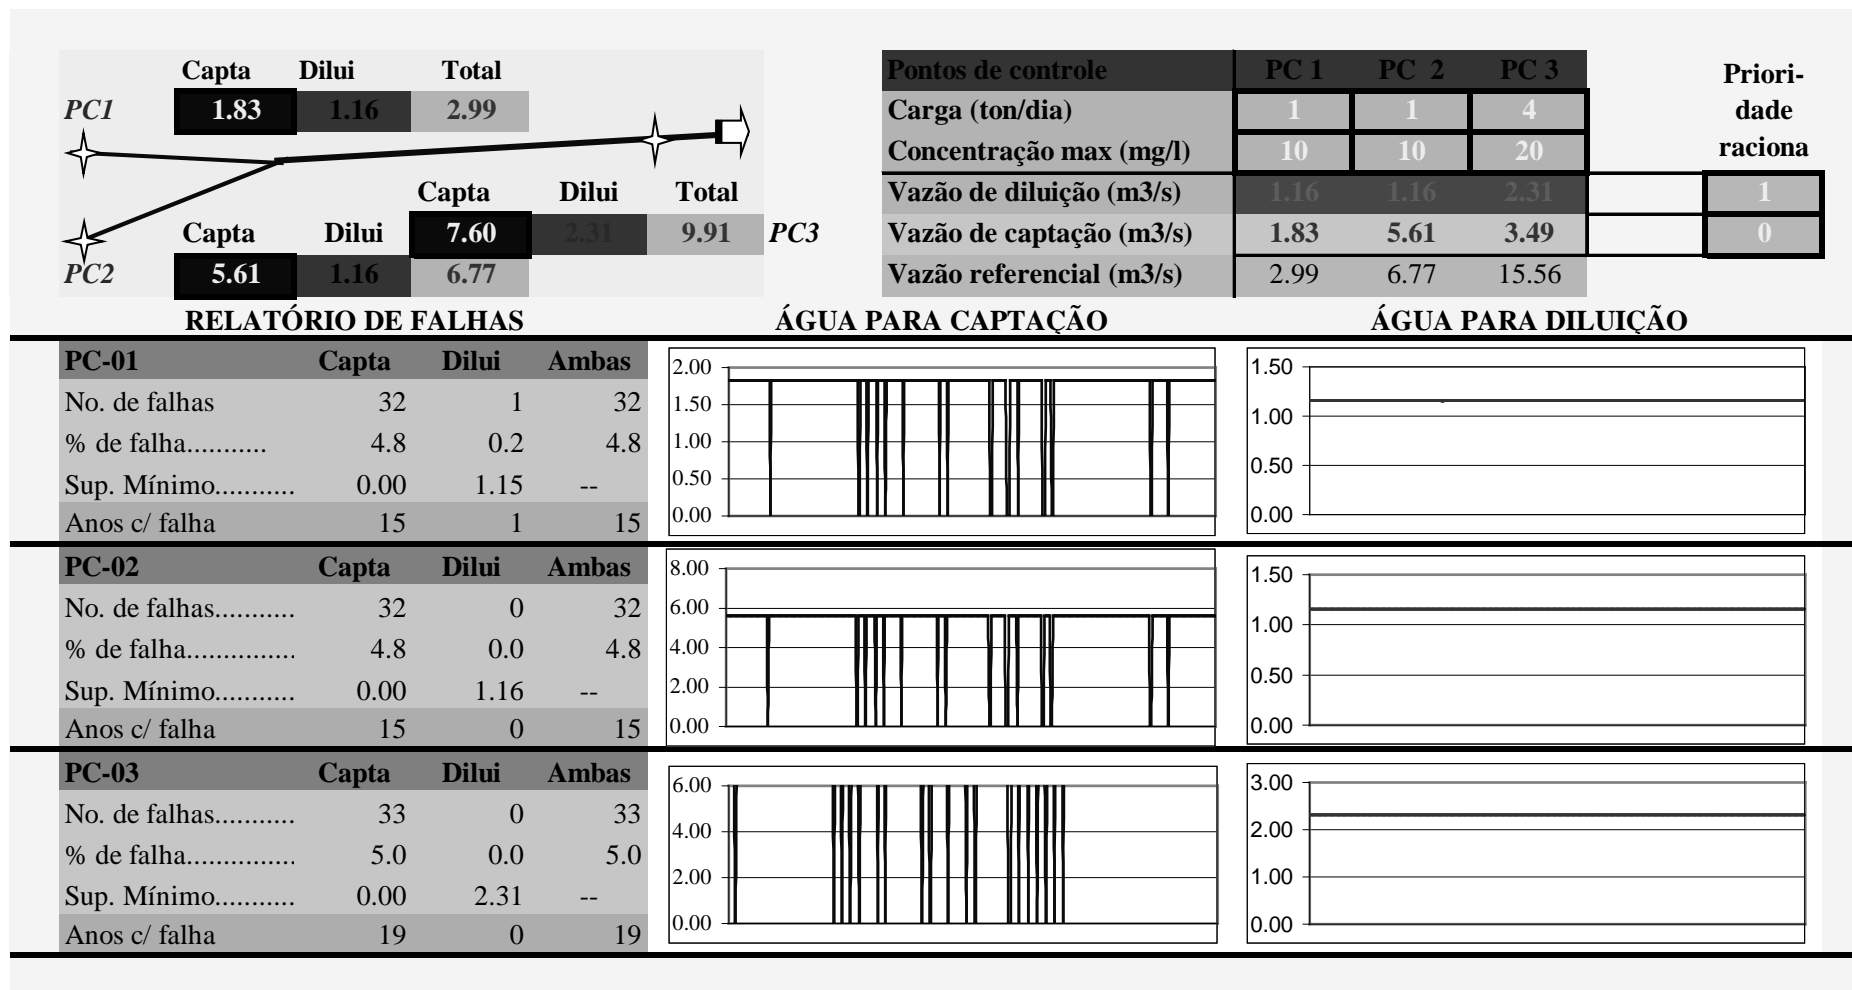 Capta Dilui Total
PC1 1.83 1.16 2.99
Capta Dilui Total
Capta Dilui 7.60 2.31 9.91 PC3
PC2 5.61 1.16 6.77
Pontos de controle PC 1 PC 2 PC 3
Carga (ton/dia) 1 1 4
Concentração max (mg/l) 10 10 20
Vazão de diluição (m3/s) 1.16 1.16 2.31 1
Vazão de captação (m3/s) 1.83 5.61 3.49 0
Vazão referencial (m3/s) 2.99 6.77 15.56
Priori-
dade
raciona
RELATÓRIO DE FALHAS ÁGUA PARA CAPTAÇÃO ÁGUA PARA DILUIÇÃO
PC-01 Capta Dilui Ambas
No. de falhas 32 1 32
% de falha........... 4.8 0.2 4.8
Sup. Mínimo........... 0.00 1.15 --
Anos c/ falha 15 1 15
2.00
1.50
1.00
0.50
0.00
1.50
1.00
0.50
0.00
PC-02 Capta Dilui Ambas
No. de falhas........... 32 0 32
% de falha.............. 4.8 0.0 4.8
Sup. Mínimo........... 0.00 1.16 --
Anos c/ falha 15 0 15
8.00
6.00
4.00
2.00
0.00
1.50
1.00
0.50
0.00
PC-03 Capta Dilui Ambas
No. de falhas........... 33 0 33
% de falha.............. 5.0 0.0 5.0
Sup. Mínimo........... 0.00 2.31 --
Anos c/ falha 19 0 19
6.00
4.00
2.00
0.00
3.00
2.00
1.00
0.00